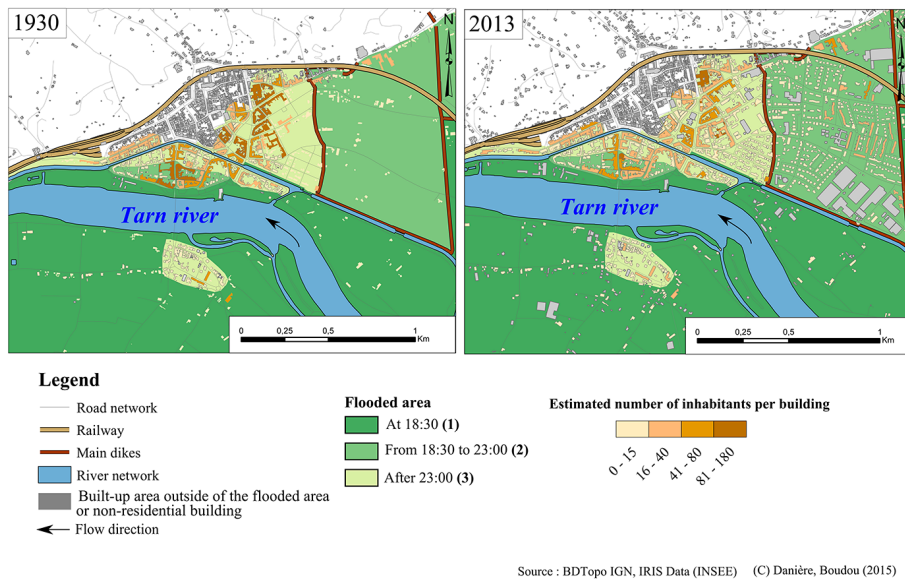 1930
N
Tarn river
0 0,25 0,5 1
Km
2013
N
Tarn river
0 0,25 0,5 1
Km
Legend
Road network
Railway
Main dikes
River network
Built-up area outside of the flooded area
or non-residential building
Flow direction
Flooded area
At 18:30 (1)
From 18:30 to 23:00 (2)
After 23:00 (3)
Estimated number of inhabitants per building
0 - 15
16 - 40
41 - 80
81 - 180
Source : BDTopo IGN, IRIS Data (INSEE) (C) Danière, Boudou (2015)